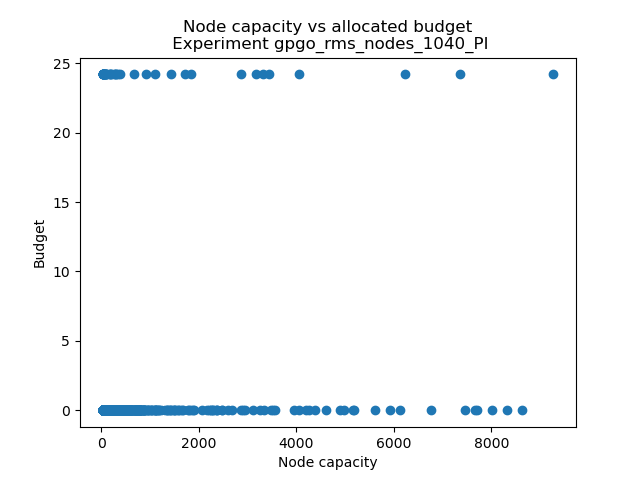 Node capacity vs allocated budget
Experiment gpgo_rms_nodes_1040_PI
25
20
15
10
5
0
Budget
0 2000 4000 6000 8000
Node capacity